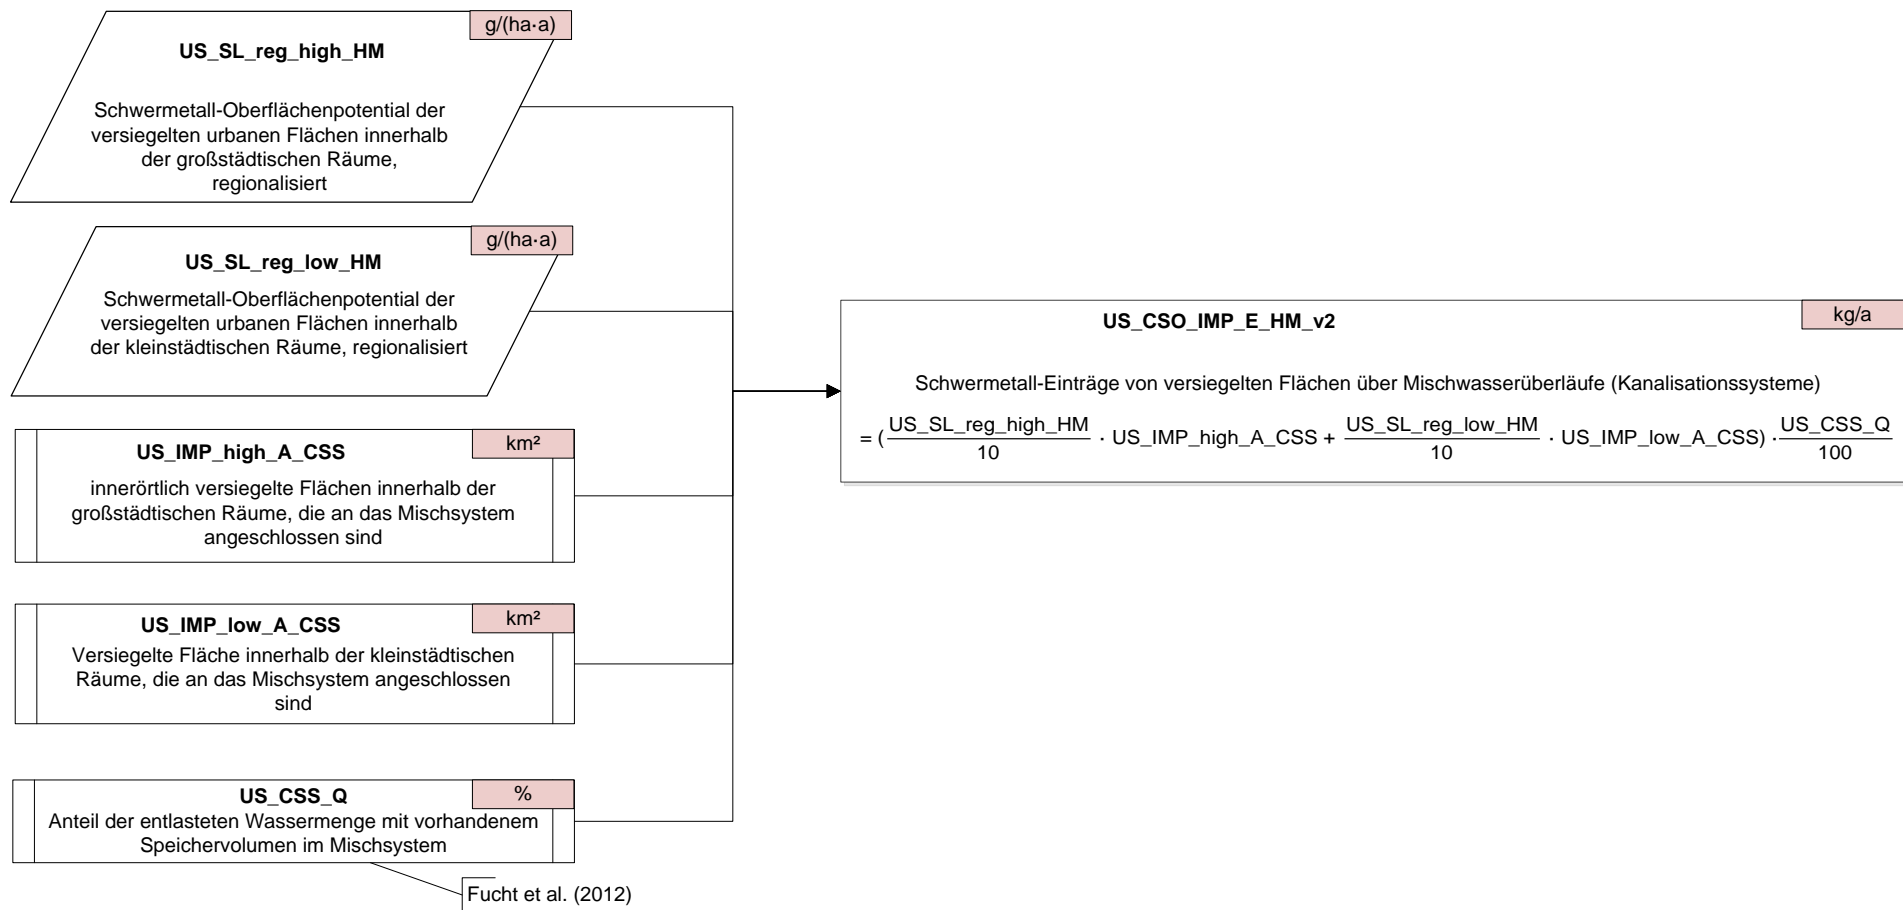 g/(ha·a)
US_SL_reg_high_HM
Schwermetall-Oberflächenpotential der
versiegelten urbanen Flächen innerhalb
der großstädtischen Räume,
regionalisiert
g/(ha·a)
US_SL_reg_low_HM
Schwermetall-Oberflächenpotential der
versiegelten urbanen Flächen innerhalb
der kleinstädtischen Räume, regionalisiert
km²
US_IMP_high_A_CSS
innerörtlich versiegelte Flächen innerhalb der
großstädtischen Räume, die an das Mischsystem
angeschlossen sind
km²
US_IMP_low_A_CSS
Versiegelte Fläche innerhalb der kleinstädtischen
Räume, die an das Mischsystem angeschlossen
sind
%
US_CSS_Q
Anteil der entlasteten Wassermenge mit vorhandenem
Speichervolumen im Mischsystem
Fucht et al. (2012)
kg/a
US_CSO_IMP_E_HM_v2
Schwermetall-Einträge von versiegelten Flächen über Mischwasserüberläufe (Kanalisationssysteme)
US_SL_reg_high_HM US_SL_reg_low_HM US_CSS_Q
= ( · US_IMP_high_A_CSS + · US_IMP_low_A_CSS) ·
10 10 100